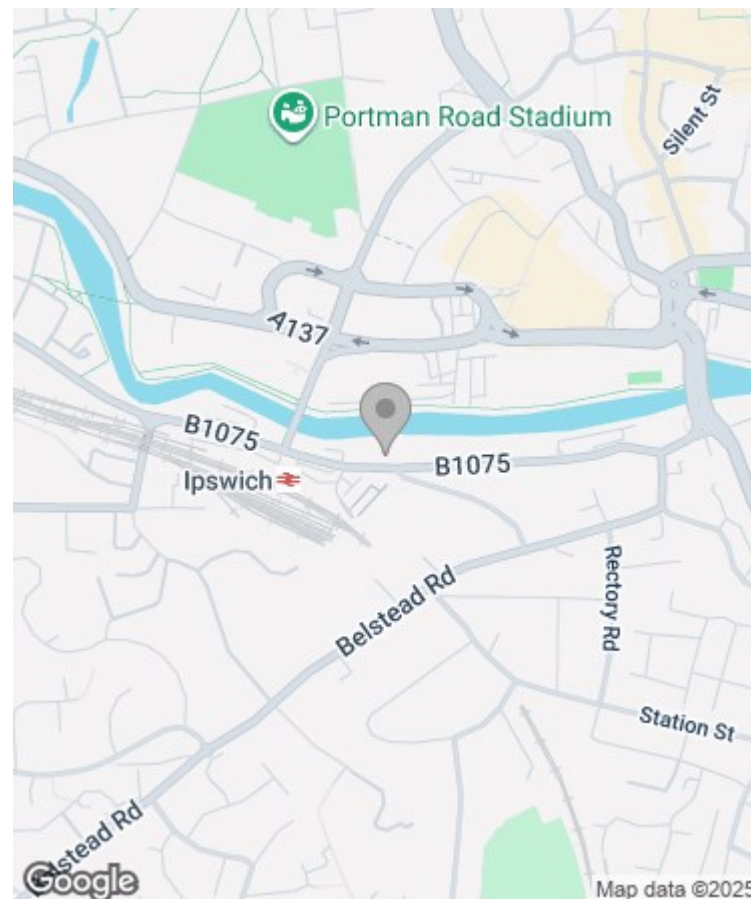 Portman Road Stadium
Silent St
A137
B1075
B1075
Ipswich
Belstead Rd
Rectory Rd
Station St
Belstead Rd
Google
Map data ©2025